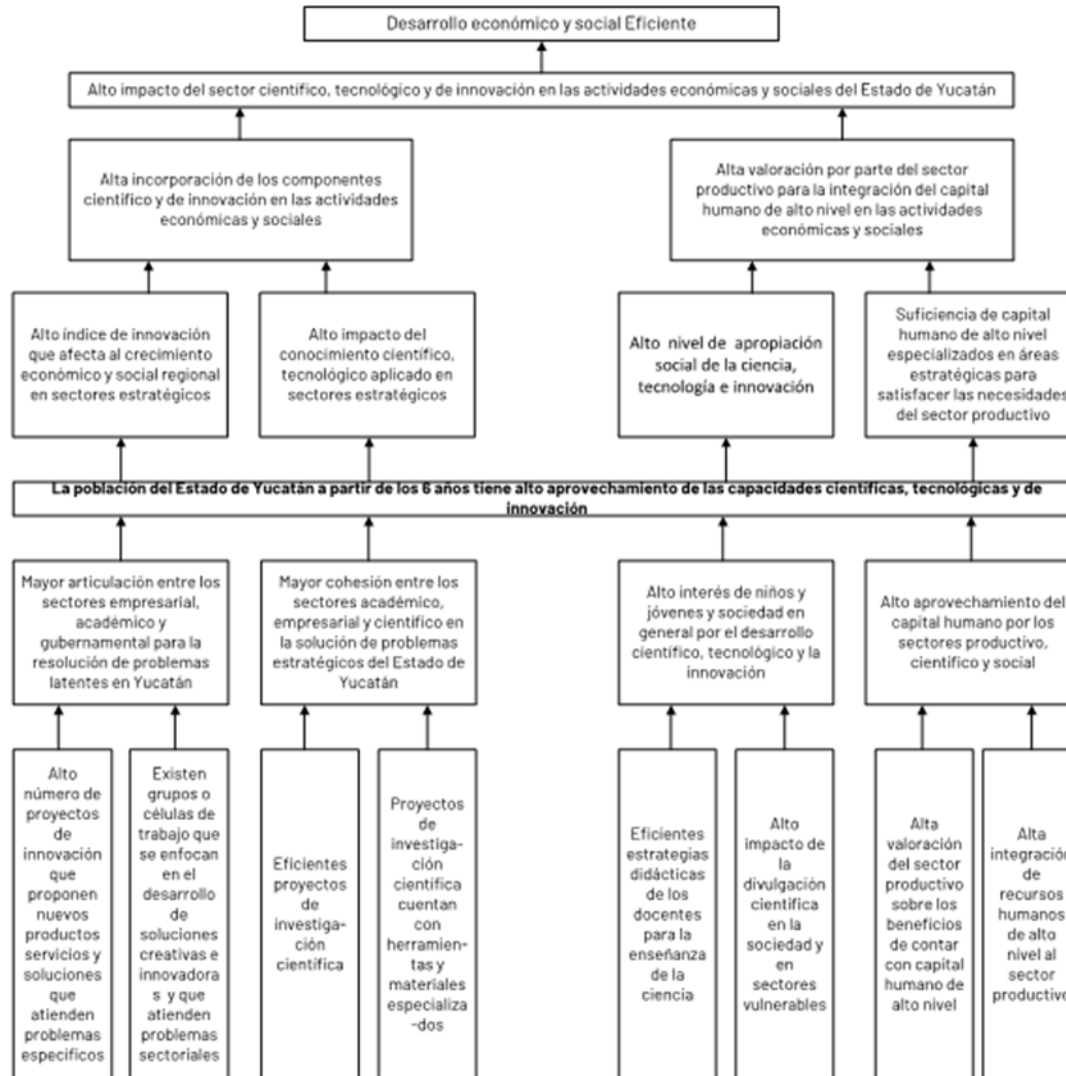 Desarrollo económico y social Eficiente
Alto impacto del sector científico, tecnológico y de innovación en las actividades económicas y sociales del Estado de Yucatán
Alta incorporación de los componentes
científico y de innovación en las actividades
económicas y sociales
Alta valoración por parte del sector
productivo para la integración del capital
humano de alto nivel en las actividades
económicas y sociales
Alto índice de innovación
que afecta al crecimiento
económico y social regional
en sectores estratégicos
Alto impacto del
conocimiento científico,
tecnológico aplicado en
sectores estratégicos
Alto nivel de apropiación
social de la ciencia,
tecnología e innovación
Suficiencia de capital
humano de alto nivel
especializados en áreas
estratégicas para
satisfacer las necesidades
del sector productivo
La población del Estado de Yucatán a partir de los 6 años tiene alto aprovechamiento de las capacidades científicas, tecnológicas y de
innovación
Mayor articulación entre los
sectores empresarial,
académico y
gubernamental para la
resolución de problemas
latentes en Yucatán
Mayor cohesión entre los
sectores académico,
empresarial y científico en
la solución de problemas
estratégicos del Estado de
Yucatán
Alto interés de niños y
jóvenes y sociedad en
general por el desarrollo
científico, tecnológico y la
innovación
Alto aprovechamiento del
capital humano por los
sectores productivo,
científico y social
Alto
número de
proyectos
de
innovación
que
proponen
nuevos
productos
servicios y
soluciones
que
atienden
problemas
específicos
Existen
grupos o
células de
trabajo que
se enfocan
en el
desarrollo
de
soluciones
creativas e
innovadora
s y que
atienden
problemas
sectoriales
Eficientes
proyectos
de
investiga-
ción
científica
Proyectos
de
investiga-
ción
científica
cuentan
con
herramien-
tas y
materiales
especializa
-dos
Eficientes
estrategias
didácticas
de los
docentes
para la
enseñanza
de la
ciencia
Alto
impacto de
la
divulgación
científica
en la
sociedad y
en
sectores
vulnerables
Alta
valoración
del sector
productivo
sobre los
beneficios
de contar
con capital
humano de
alto nivel
Alta
integración
de
recursos
humanos
de alto
nivel al
sector
productivo